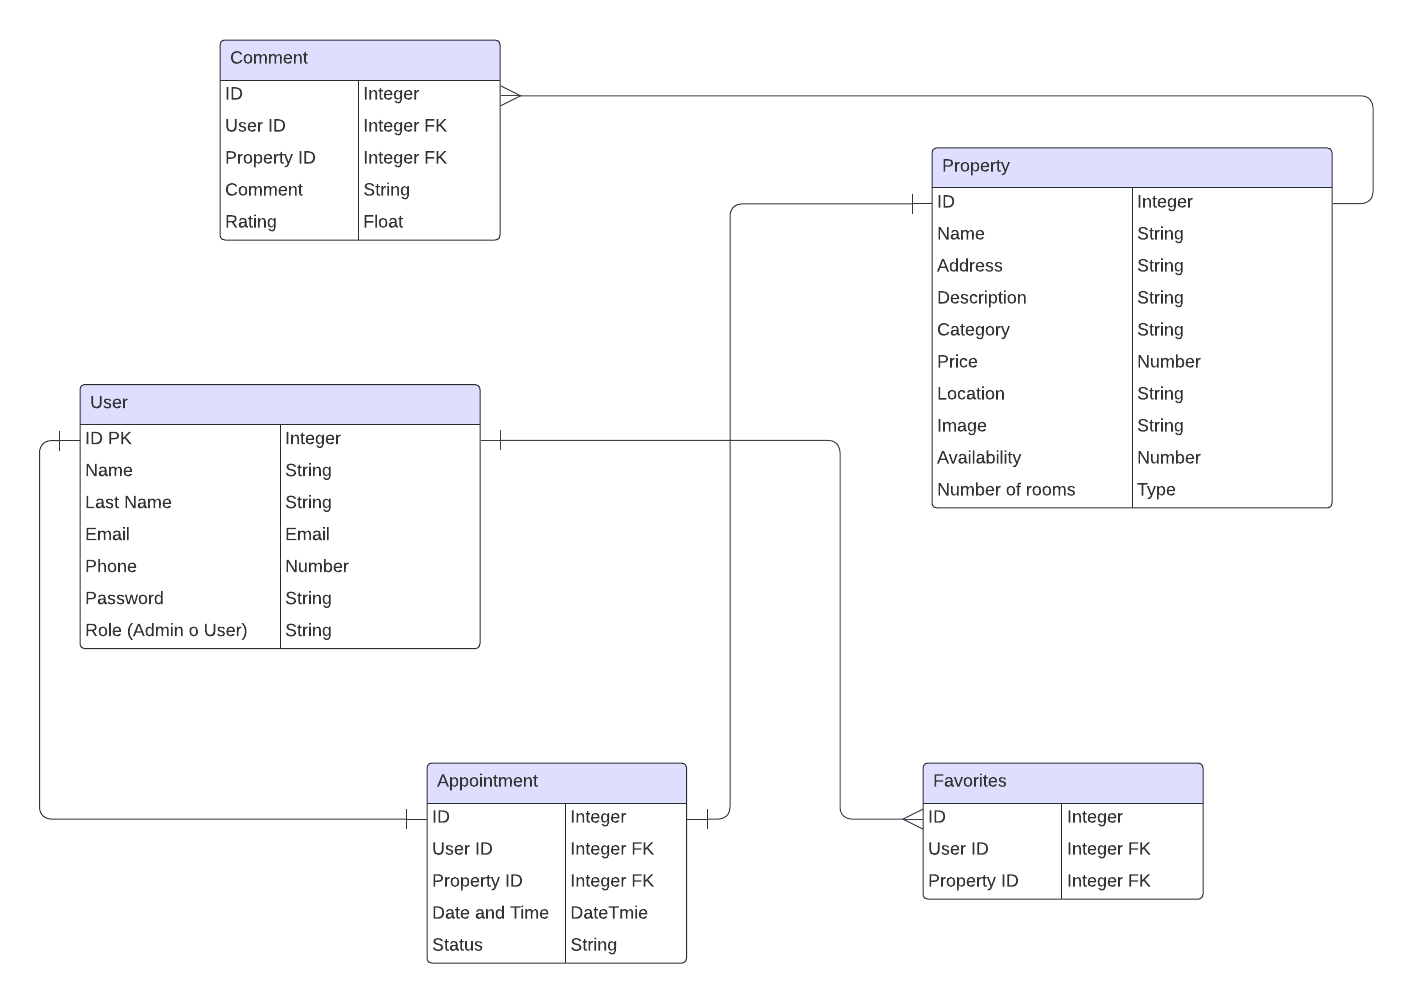 Comment
ID Integer
User ID Integer FK
Property ID Integer FK
Comment String
Rating Float
Property
ID Integer
Name String
Address String
Description String
Category String
Price Number
Location String
Image String
Availability Number
Number of rooms Type
User
ID PK Integer
Name String
Last Name String
Email Email
Phone Number
Password String
Role (Admin o User) String
Appointment
ID Integer
User ID Integer FK
Property ID Integer FK
Date and Time DateTmie
Status String
Favorites
ID Integer
User ID Integer FK
Property ID Integer FK